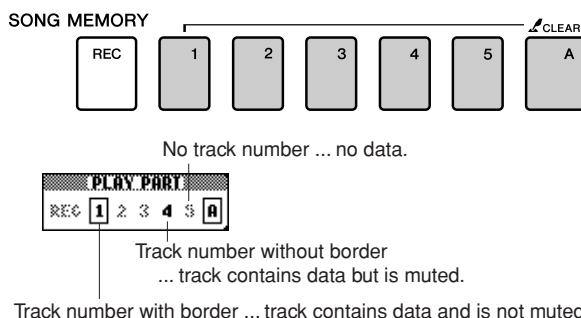 SONG MEMORY
CLEAR
REC 1 2 3 4 5 A
No track number ... no data.
PLAY PART
REC 1 2 3 4 5 A
Track number without border
... track contains data but is muted.
Track number with border ... track contains data and is not muted